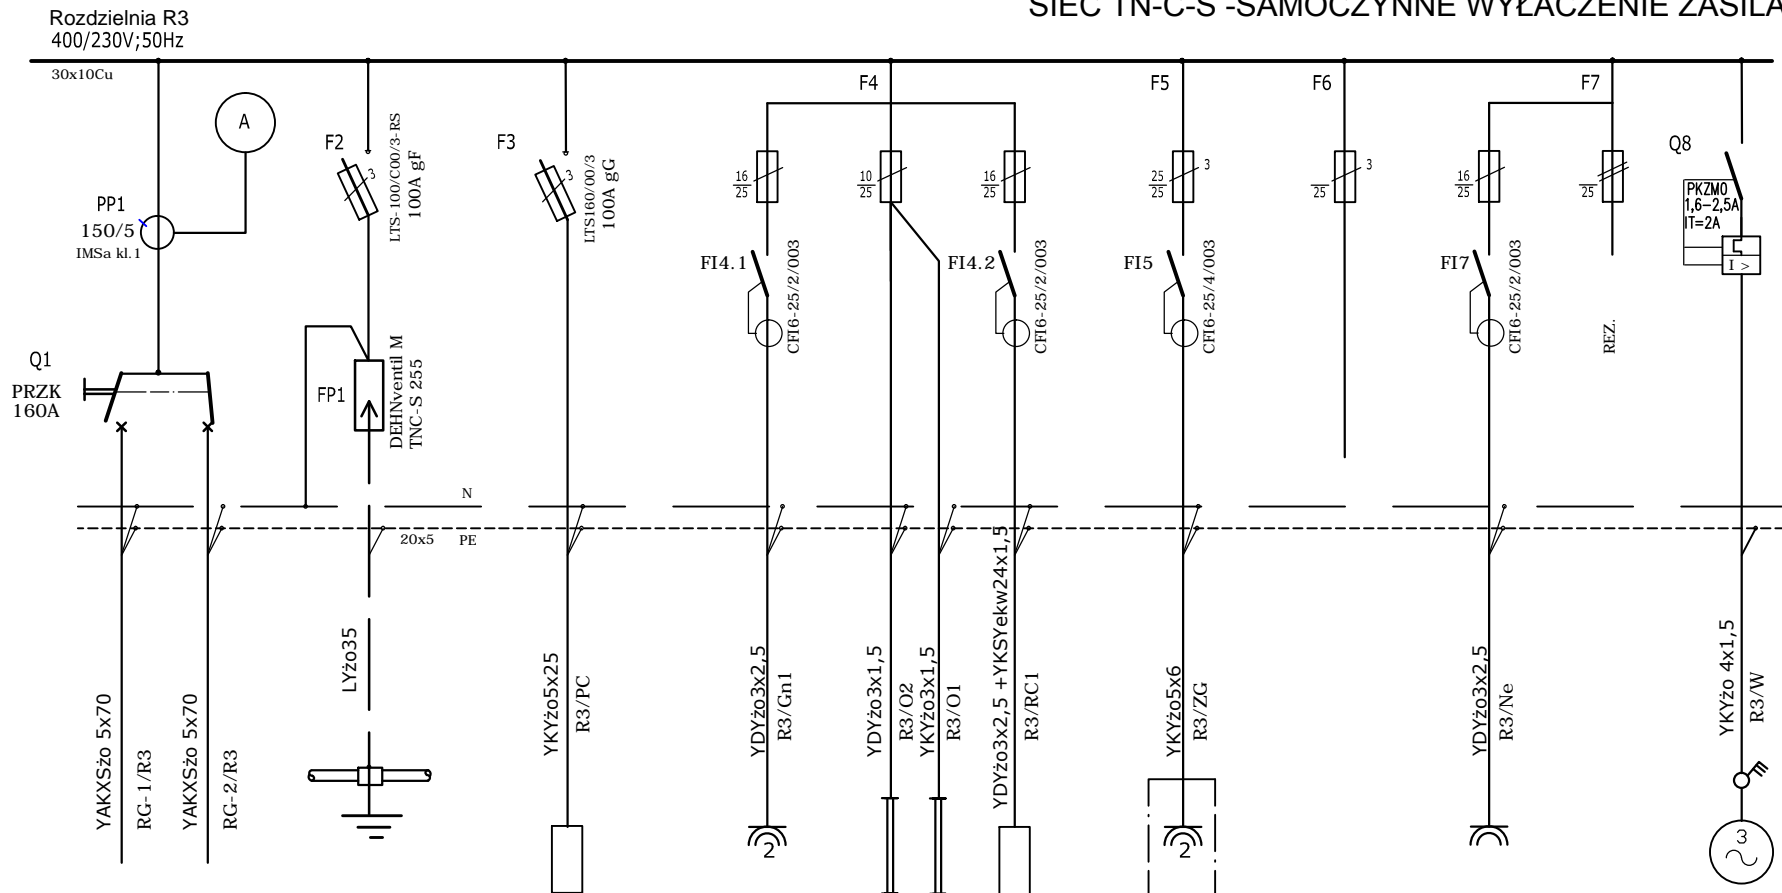 SIEĆ TN-C-S -SAMOCZYNNE WYŁĄCZENIE ZASILA
Rozdzielnia R3
400/230V;50Hz
30x10Cu
A
PP1
150/5
IMSa kl.1
Q1
PRZK
160A
F2
3
LTS-100/C00/3-RS
100A gF
FP1
DEHNventil M
TNC-S 255
F3
3
LTS160/00/3
100A gG
F4
16
25
10
25
16
25
FI4.1
CFI6-25/2/003
FI4.2
CFI6-25/2/003
F5
25
25
3
FI5
CFI6-25/4/003
F6
25
3
F7
16
25
25
FI7
CFI6-25/2/003
REZ.
Q8
PKZM0
1,6-2,5A
IT=2A
I >
N
20x5
PE
YAKXSżo 5x70
RG-1/R3
YAKXSżo 5x70
RG-2/R3
LYżo35
YKYżo5x25
R3/PC
YDYżo3x2,5
R3/Gn1
YDYżo3x1,5
R3/O2
YKYżo3x1,5
R3/O1
YDYżo3x2,5 +YKSYekw24x1,5
R3/RC1
YKYżo5x6
R3/ZG
YDYżo3x2,5
R3/Ne
YKYżo 4x1,5
R3/W
2
2
3